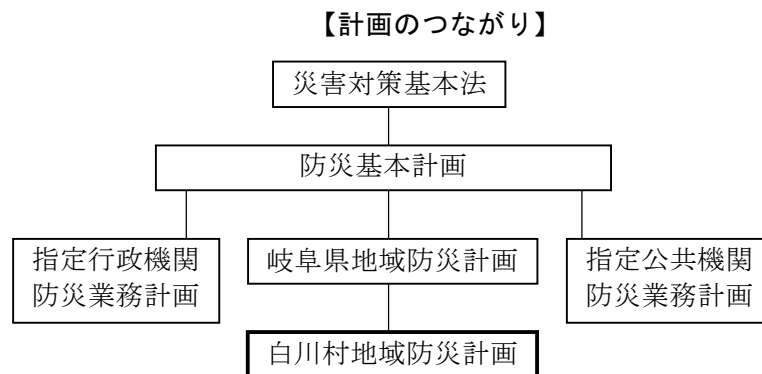 【計画のつながり】
災害対策基本法
防災基本計画
指定行政機関
防災業務計画
岐阜県地域防災計画
指定公共機関
防災業務計画
白川村地域防災計画